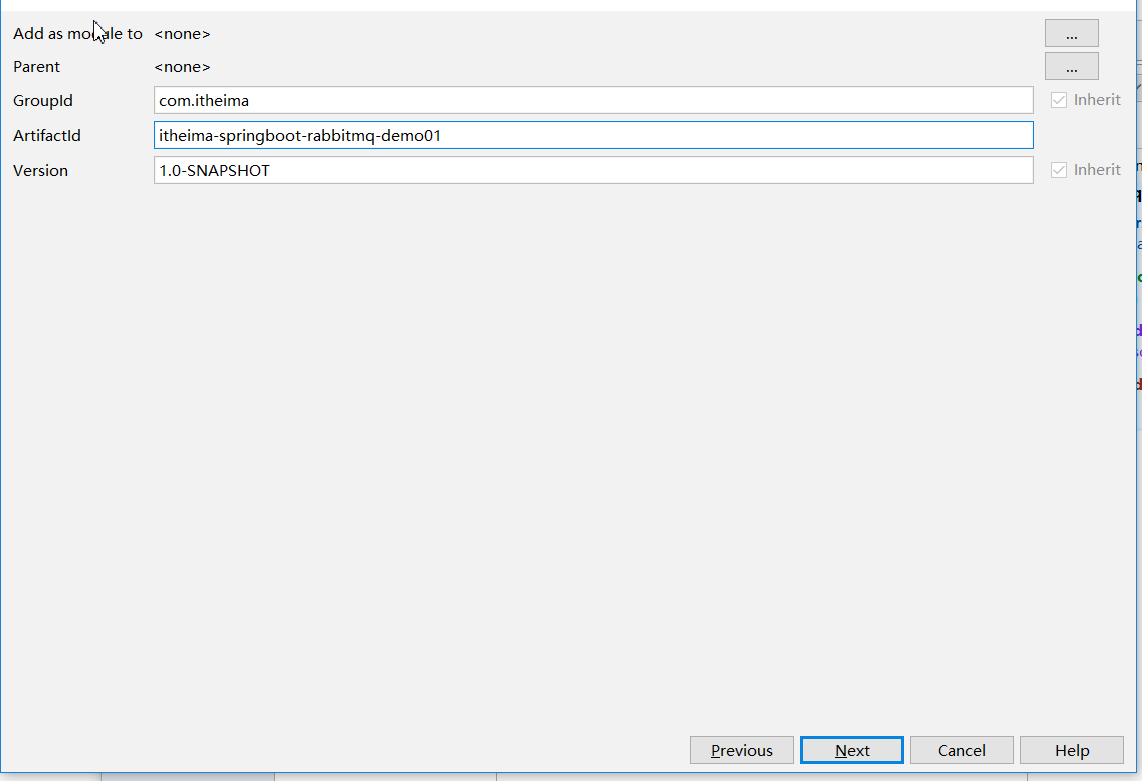 Add as module to <none> ...
Parent <none> ...
GroupId com.itheima Inherit
ArtifactId itheima-springboot-rabbitmq-demo01
Version 1.0-SNAPSHOT Inherit
Previous Next Cancel Help